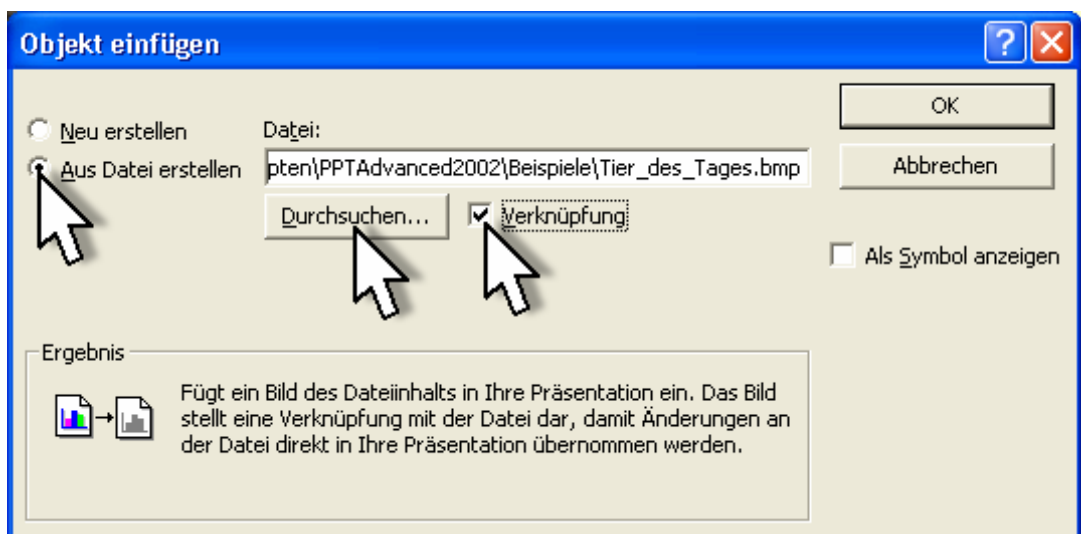 Objekt einfügen
Neu erstellen
Aus Datei erstellen
Datei:
pten\PPTAdvanced2002\Beispiele\Tier_des_Tages.bmp
Durchsuchen...
Verknüpfung
OK
Abbrechen
Als Symbol anzeigen
Ergebnis
Fügt ein Bild des Dateiinhalts in Ihre Präsentation ein. Das Bild
stellt eine Verknüpfung mit der Datei dar, damit Änderungen an
der Datei direkt in Ihre Präsentation übernommen werden.